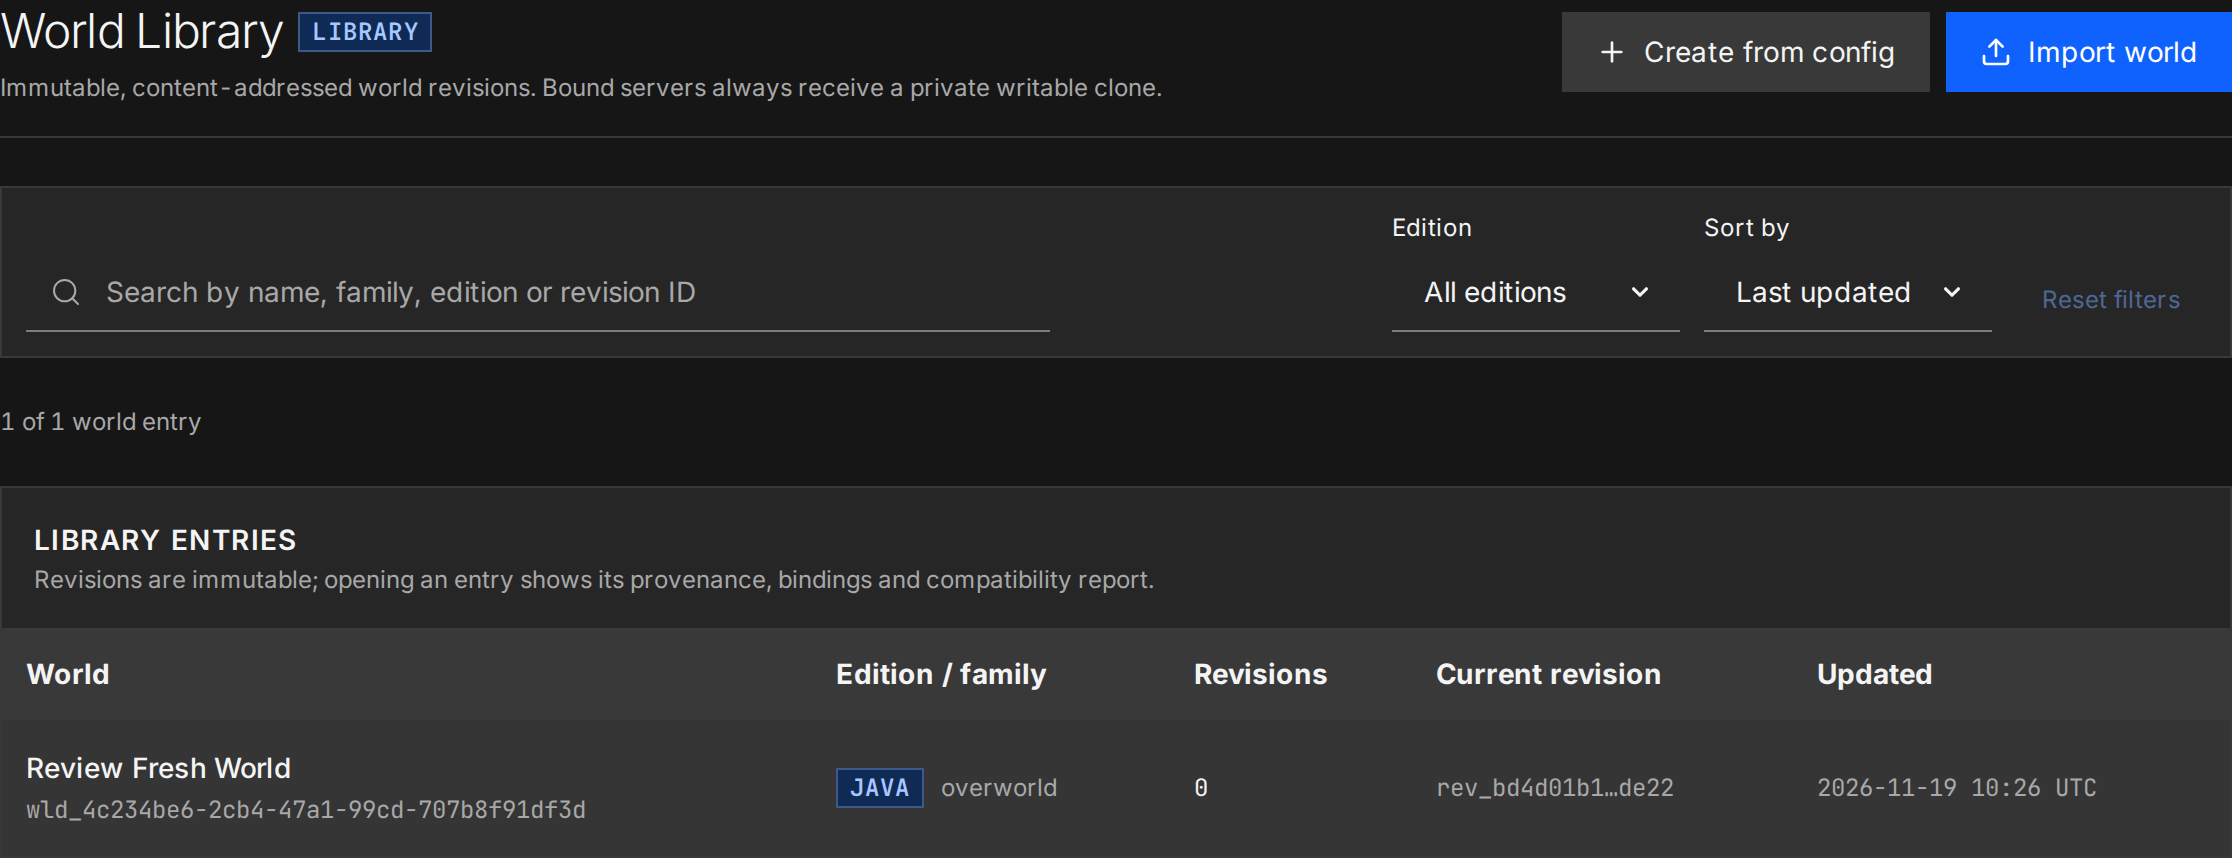 World Library LIBRARY
Immutable, content-addressed world revisions. Bound servers always receive a private writable clone.
Create from config
Import world
Edition
Sort by
Search by name, family, edition or revision ID
All editions
Last updated
Reset filters
1 of 1 world entry
LIBRARY ENTRIES
Revisions are immutable; opening an entry shows its provenance, bindings and compatibility report.
World Edition / family Revisions Current revision Updated
Review Fresh World
wld_4c234be6-2cb4-47a1-99cd-707b8f91df3d
JAVA overworld 0 rev_bd4d01b1…de22 2026-11-19 10:26 UTC